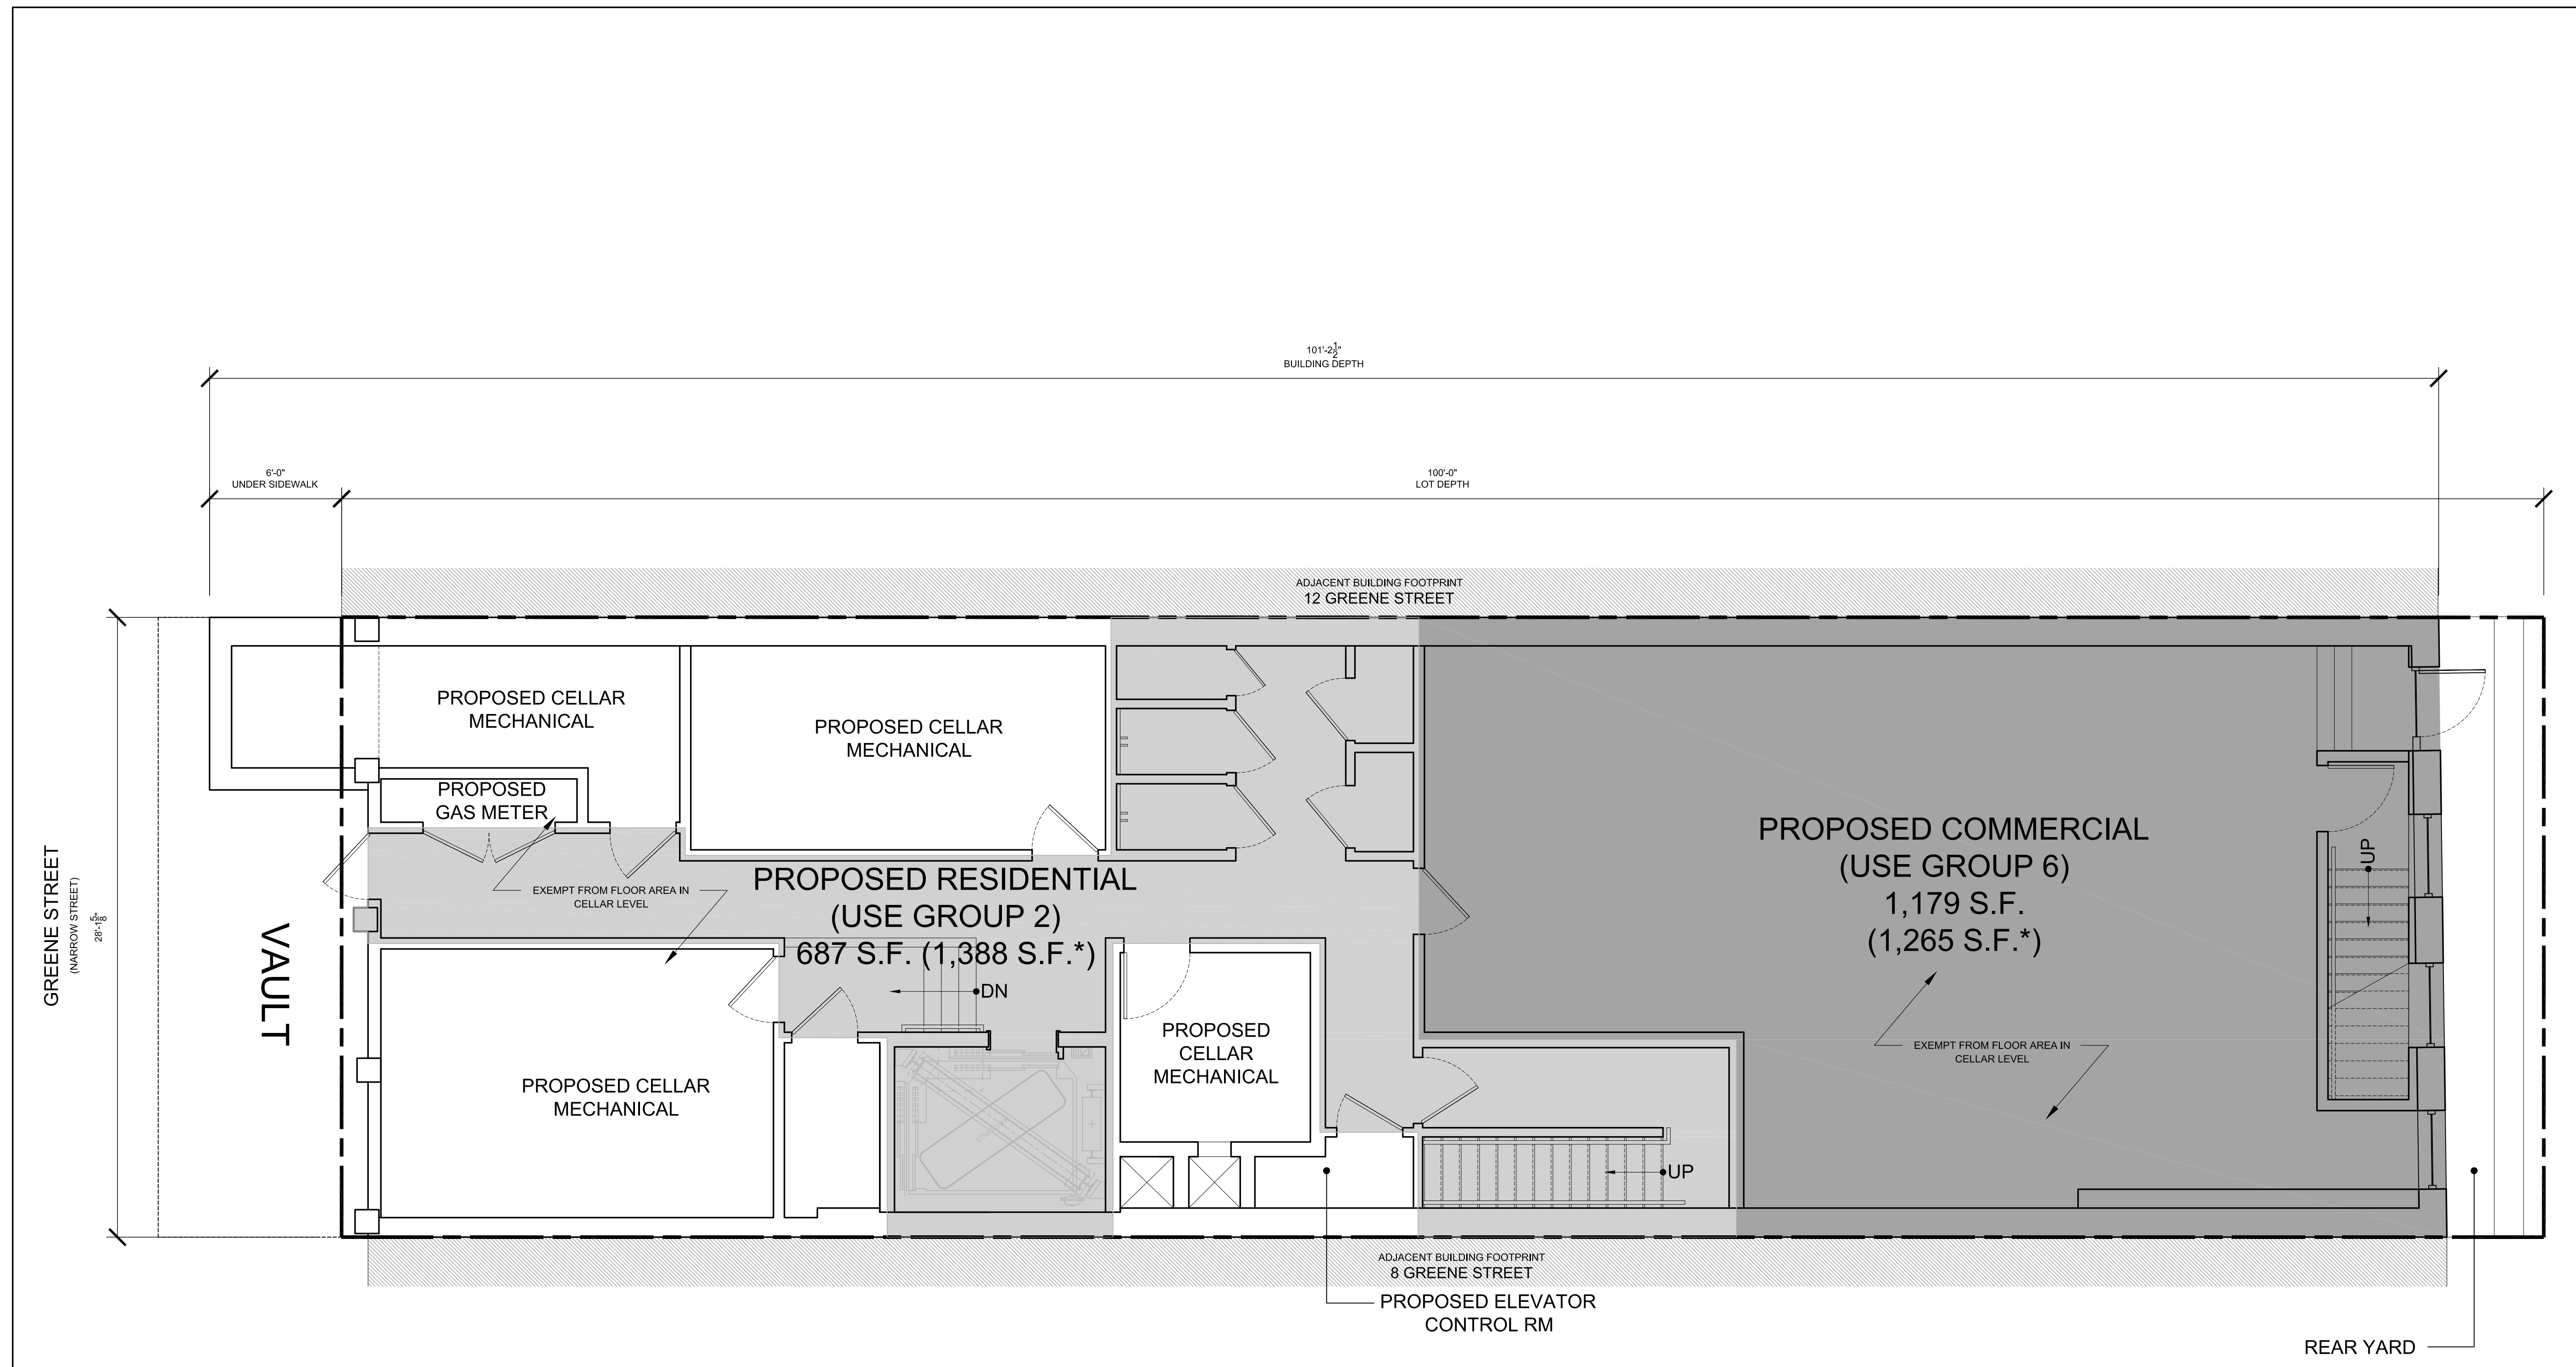 101'-2 1/2"
BUILDING DEPTH
6'-0"
UNDER SIDEWALK
100'-0"
LOT DEPTH
ADJACENT BUILDING FOOTPRINT
12 GREENE STREET
PROPOSED CELLAR
MECHANICAL
PROPOSED CELLAR
MECHANICAL
PROPOSED
GAS METER
EXEMPT FROM FLOOR AREA IN
CELLAR LEVEL
PROPOSED RESIDENTIAL
(USE GROUP 2)
687 S.F. (1,388 S.F.*)
PROPOSED COMMERCIAL
(USE GROUP 6)
1,179 S.F.
(1,265 S.F.*)
EXEMPT FROM FLOOR AREA IN
CELLAR LEVEL
UP
GREENE STREET
(NARROW STREET)
28'-1 5/8"
VAULT
DN
PROPOSED CELLAR
MECHANICAL
PROPOSED
CELLAR
MECHANICAL
UP
ADJACENT BUILDING FOOTPRINT
8 GREENE STREET
PROPOSED ELEVATOR
CONTROL RM
REAR YARD